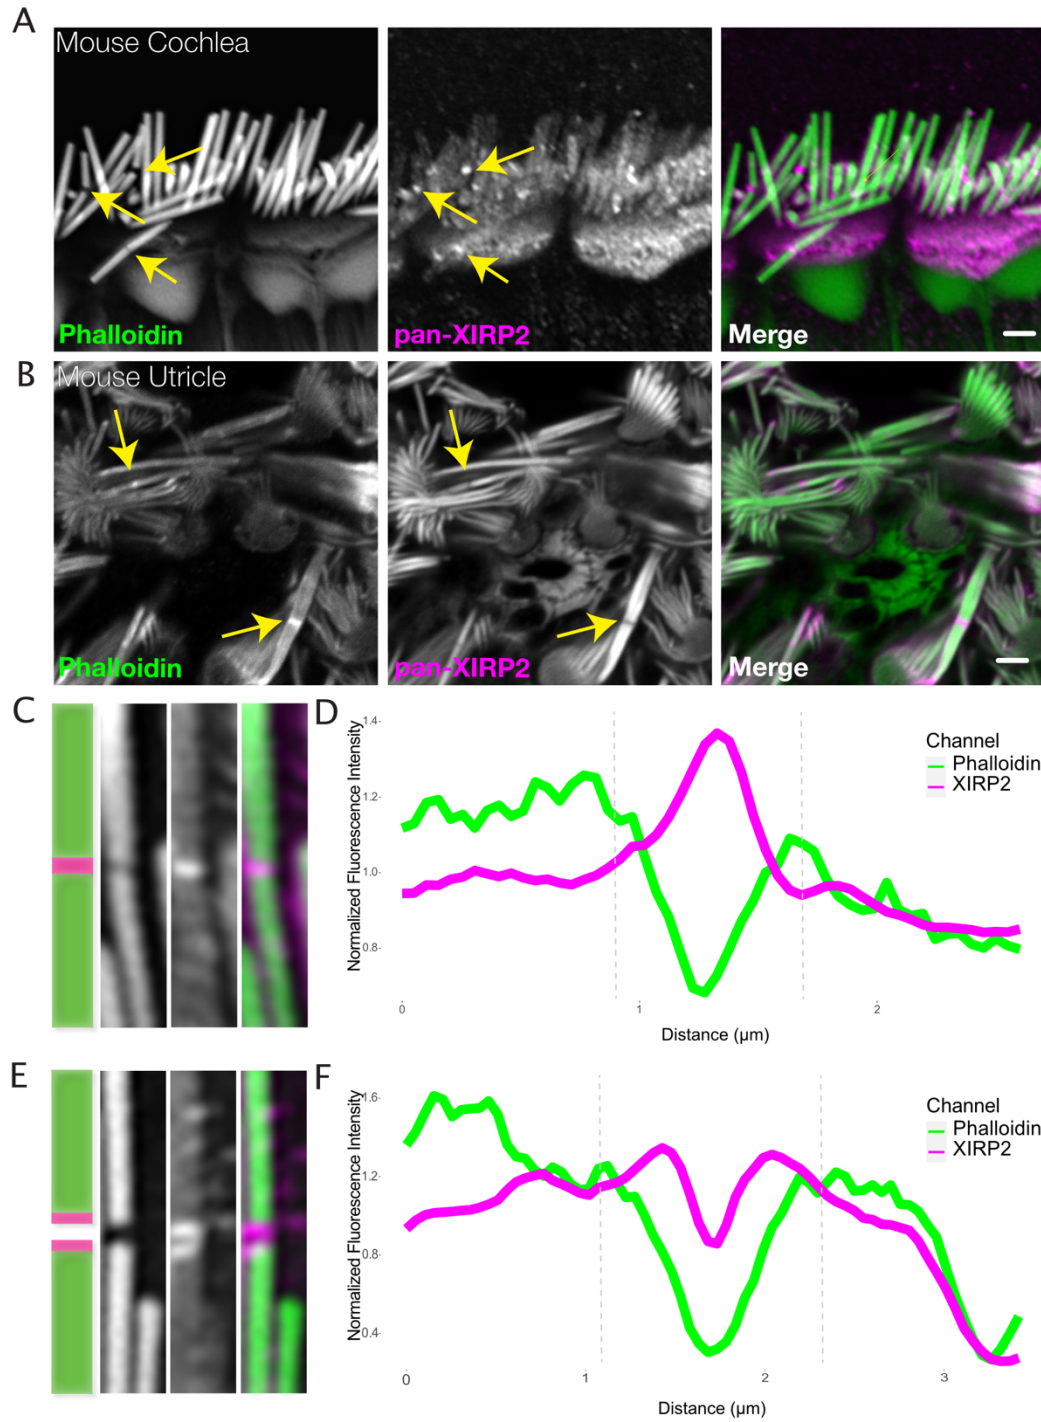 A
Mouse Cochlea
Phalloidin
pan-XIRP2
Merge
B
Mouse Utricle
Phalloidin
pan-XIRP2
Merge
C
D
Normalized Fluorescence Intensity
1.4
1.2
1.0
0.8
0
1
2
Distance (µm)
Channel
Phalloidin
XIRP2
E
F
Normalized Fluorescence Intensity
1.6
1.2
0.8
0.4
0
1
2
3
Distance (µm)
Channel
Phalloidin
XIRP2